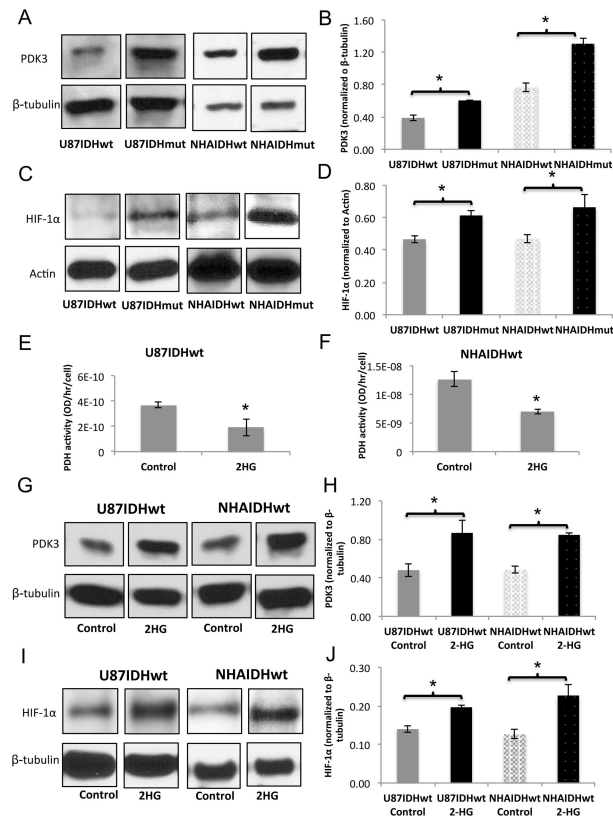 A
PDK3
β-tubulin
U87IDHwt U87IDHmut NHAIDHwt NHAIDHmut
B
PDK3 (normalized o β-tubulin)
1.60
1.20
0.80
0.40
0.00
* *
U87IDHwt U87IDHmut NHAIDHwt NHAIDHmut
C
HIF-1α
Actin
U87IDHwt U87IDHmut NHAIDHwt NHAIDHmut
D
HIF-1α (normalized to Actin)
0.80
0.60
0.40
0.20
0.00
* *
U87IDHwt U87IDHmut NHAIDHwt NHAIDHmut
E
U87IDHwt
PDH activity (OD/hr/cell)
6E-10
4E-10
2E-10
0
*
Control 2HG
F
NHAIDHwt
PDH activity (OD/hr/cell)
1.5E-08
1E-08
5E-09
0
*
Control 2HG
G
U87IDHwt NHAIDHwt
PDK3
β-tubulin
Control 2HG Control 2HG
H
PDK3 (normalized to β-
tubulin)
1.20
0.80
0.40
0.00
* *
U87IDHwt U87IDHwt NHAIDHwt NHAIDHwt
Control 2-HG Control 2-HG
I
U87IDHwt NHAIDHwt
HIF-1α
β-tubulin
Control 2HG Control 2HG
J
HIF-1α (normalized to β-
tubulin)
0.30
0.20
0.10
0.00
* *
U87IDHwt U87IDHwt NHAIDHwt NHAIDHwt
Control 2-HG Control 2-HG